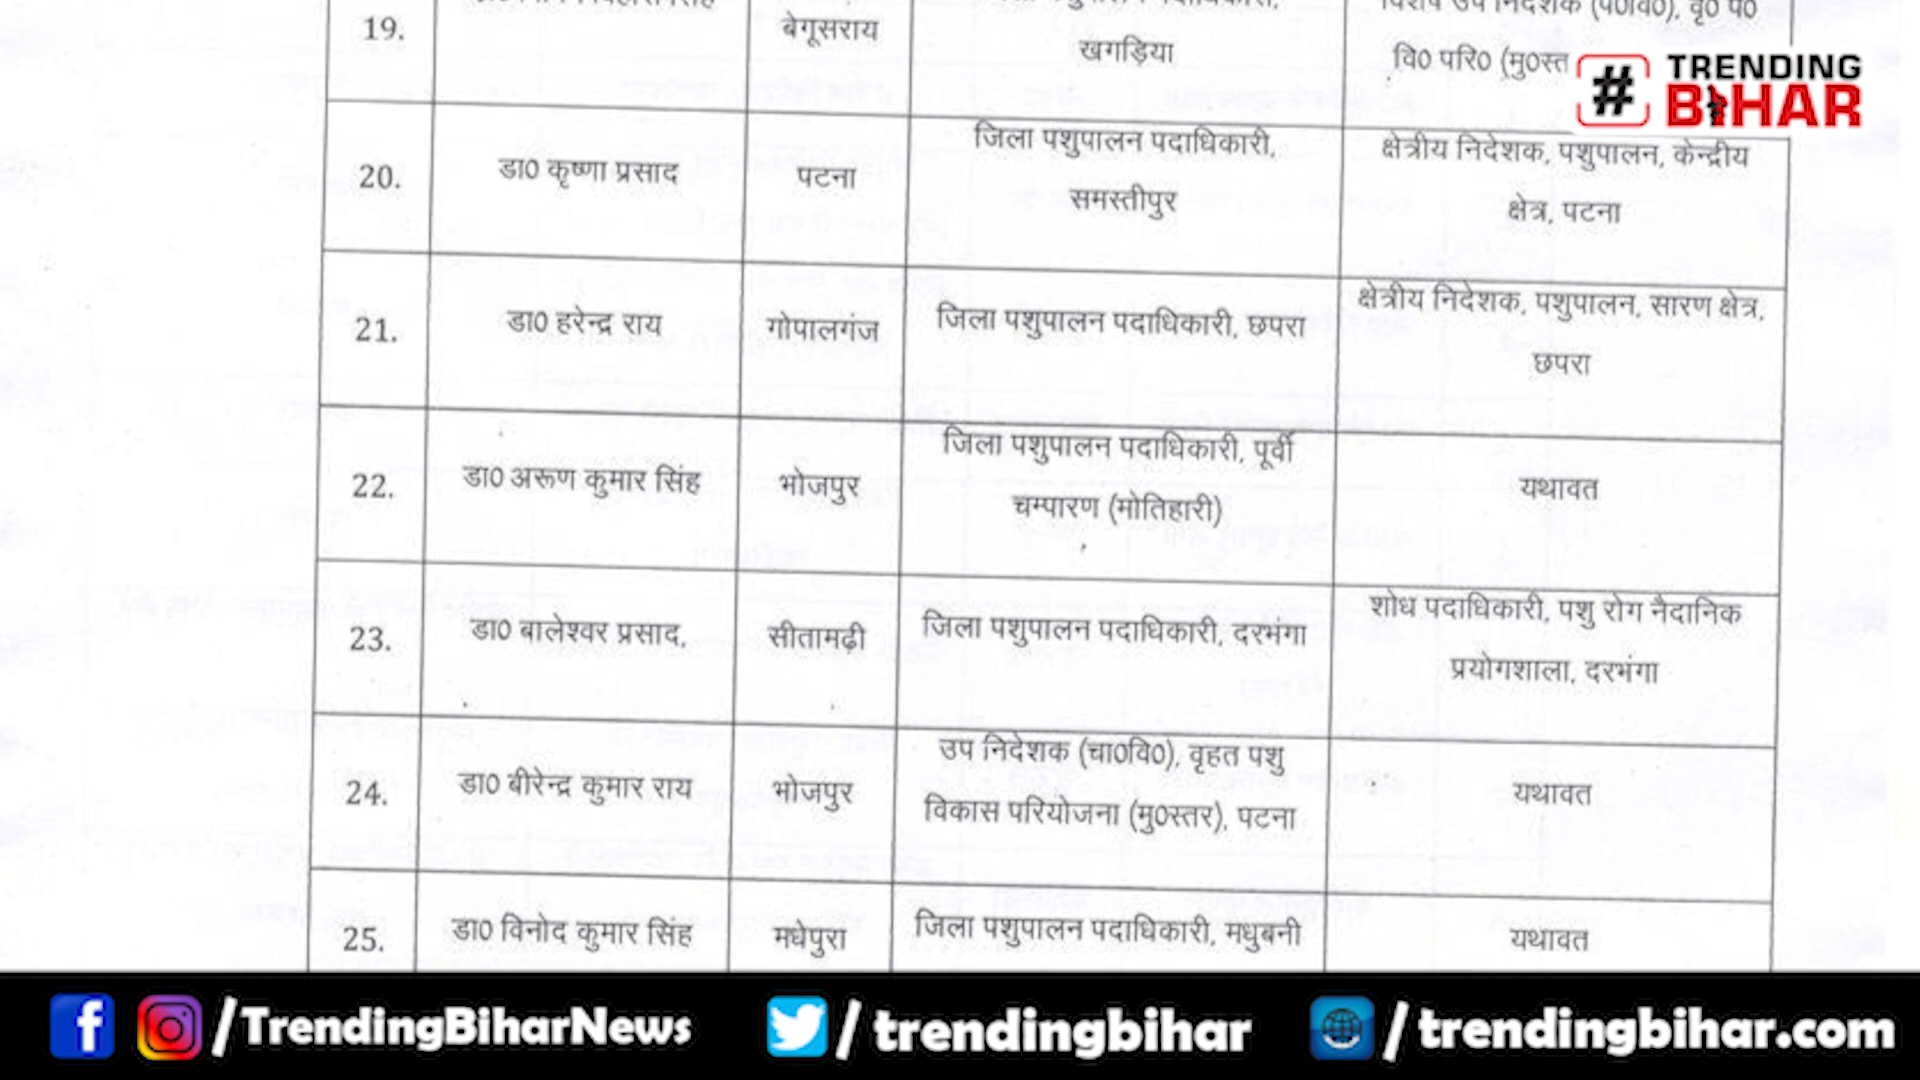 19.
बेगूसराय
खगड़िया
वि0 परि0 (मु0स्त
# TRENDING
BIHAR
20.
डा0 कृष्णा प्रसाद
पटना
जिला पशुपालन पदाधिकारी,
समस्तीपुर
क्षेत्रीय निदेशक, पशुपालन, केन्द्रीय
क्षेत्र, पटना
21.
डा0 हरेन्द्र राय
गोपालगंज
जिला पशुपालन पदाधिकारी, छपरा
क्षेत्रीय निदेशक, पशुपालन, सारण क्षेत्र,
छपरा
22.
डा0 अरूण कुमार सिंह
भोजपुर
जिला पशुपालन पदाधिकारी, पूर्वी
चम्पारण (मोतिहारी)
यथावत
23.
डा0 बालेश्वर प्रसाद,
सीतामढ़ी
जिला पशुपालन पदाधिकारी, दरभंगा
शोध पदाधिकारी, पशु रोग नैदानिक
प्रयोगशाला, दरभंगा
24.
डा0 बीरेन्द्र कुमार राय
भोजपुर
उप निदेशक (चा0वि0), वृहत पशु
विकास परियोजना (मु0स्तर), पटना
यथावत
25.
डा0 विनोद कुमार सिंह
मधेपुरा
जिला पशुपालन पदाधिकारी, मधुबनी
यथावत
/TrendingBiharNews
/ trendingbihar
/ trendingbihar.com